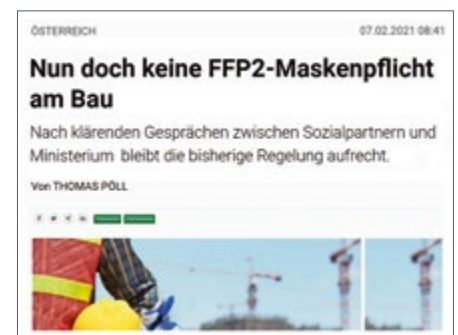 ÖSTERREICH 07.02.2021 08:41
Nun doch keine FFP2-Maskenpflicht
am Bau
Nach klärenden Gesprächen zwischen Sozialpartnern und
Ministerium bleibt die bisherige Regelung aufrecht.
Von THOMAS PÖLL